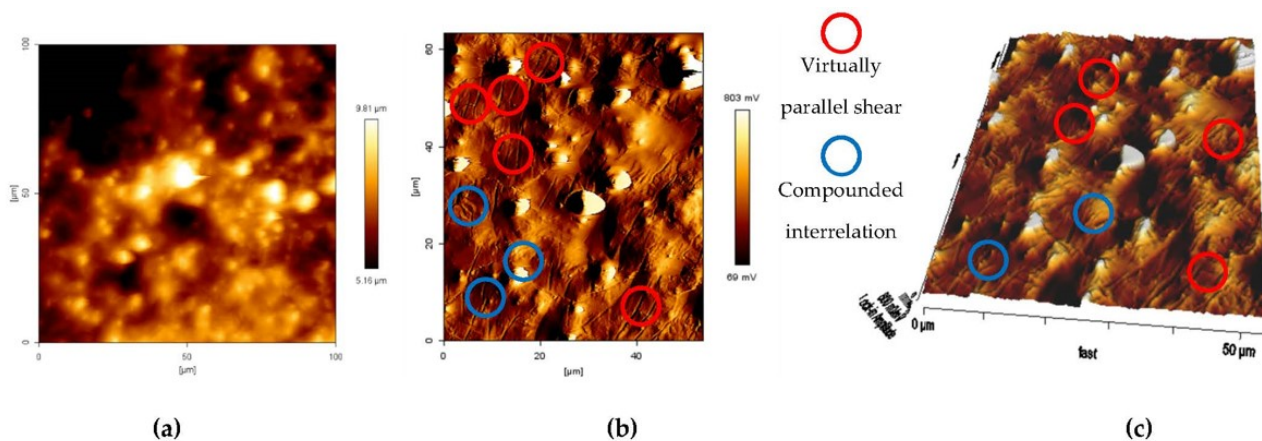 100
50
0
[µm]
0
50
100
[µm]
9.81 µm
5.16 µm
(a)
60
40
20
0
[µm]
0
20
40
[µm]
803 mV
69 mV
(b)
Virtually
parallel shear
Compounded
interrelation
0 µm
fast
50 µm
(c)